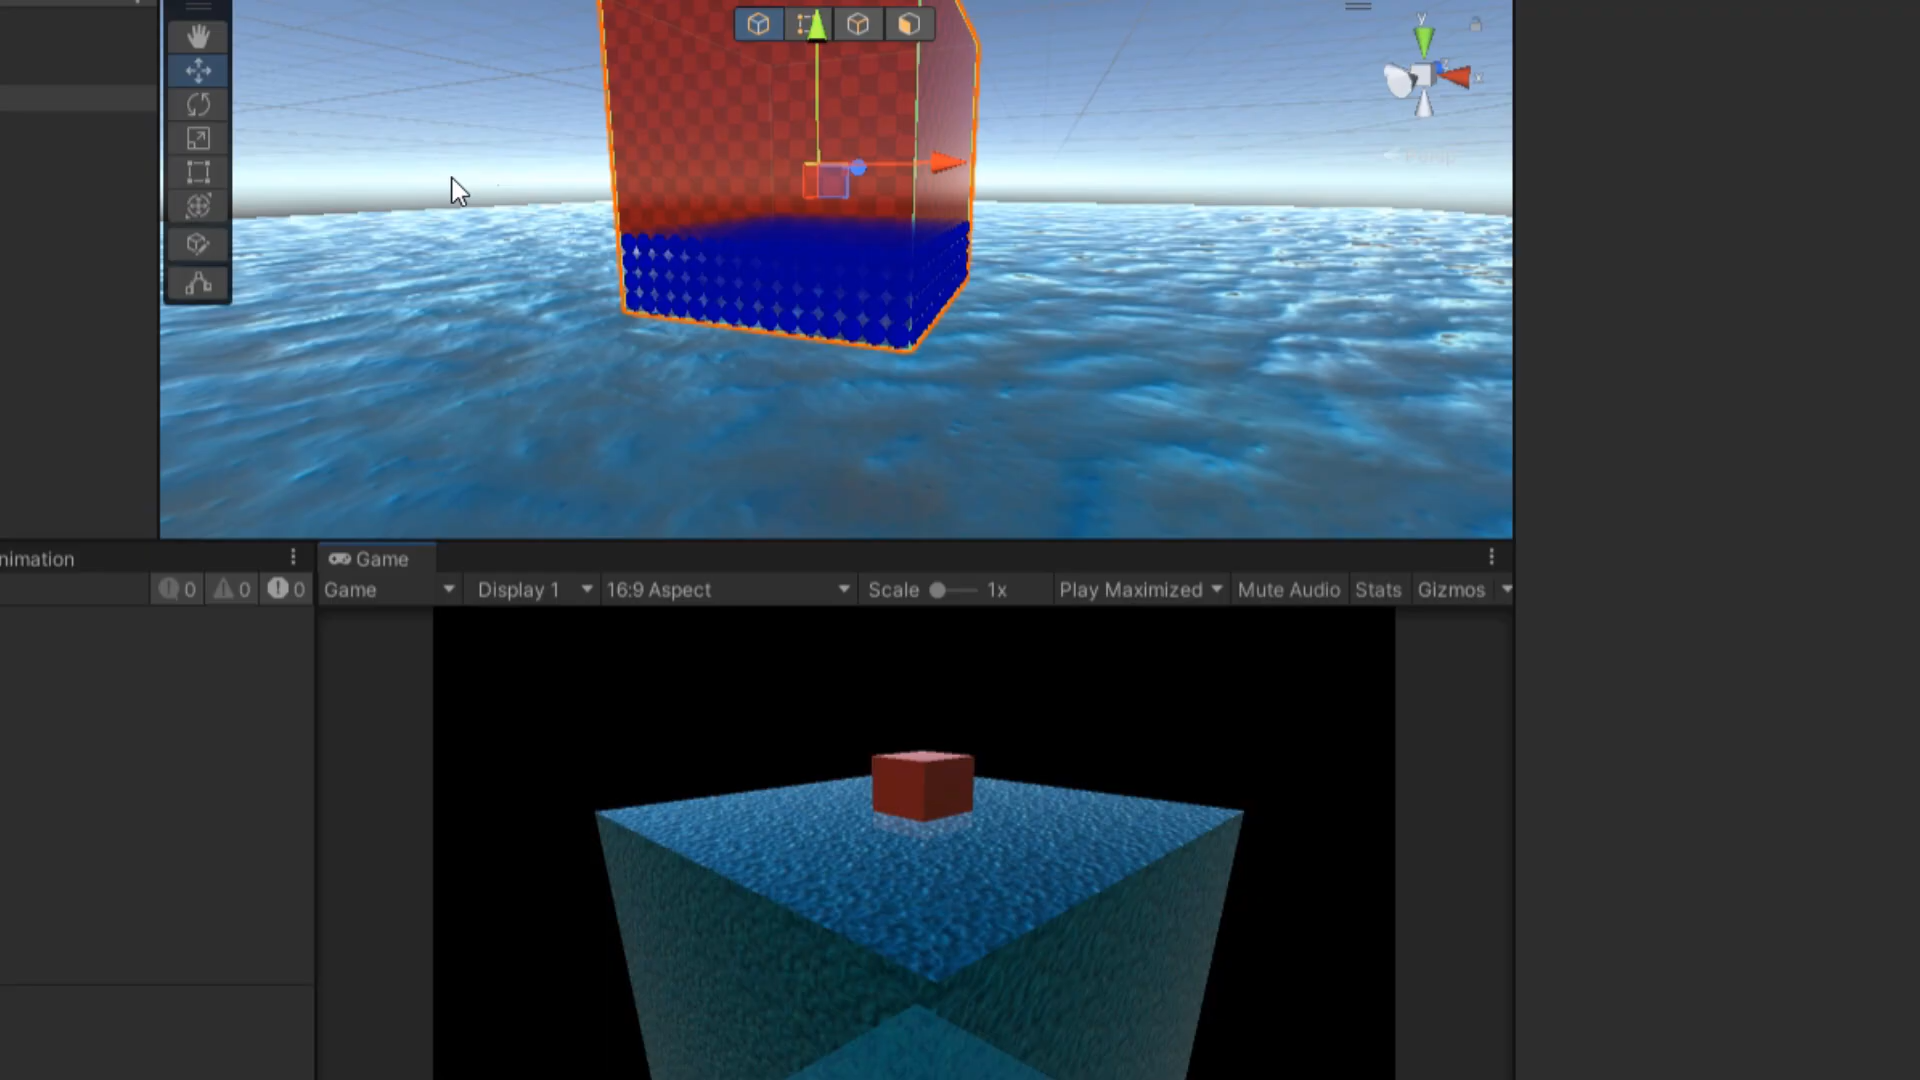 y
x
Persp
nimation
Game
0 0 0
Game Display 1 16:9 Aspect Scale 1x Play Maximized Mute Audio Stats Gizmos